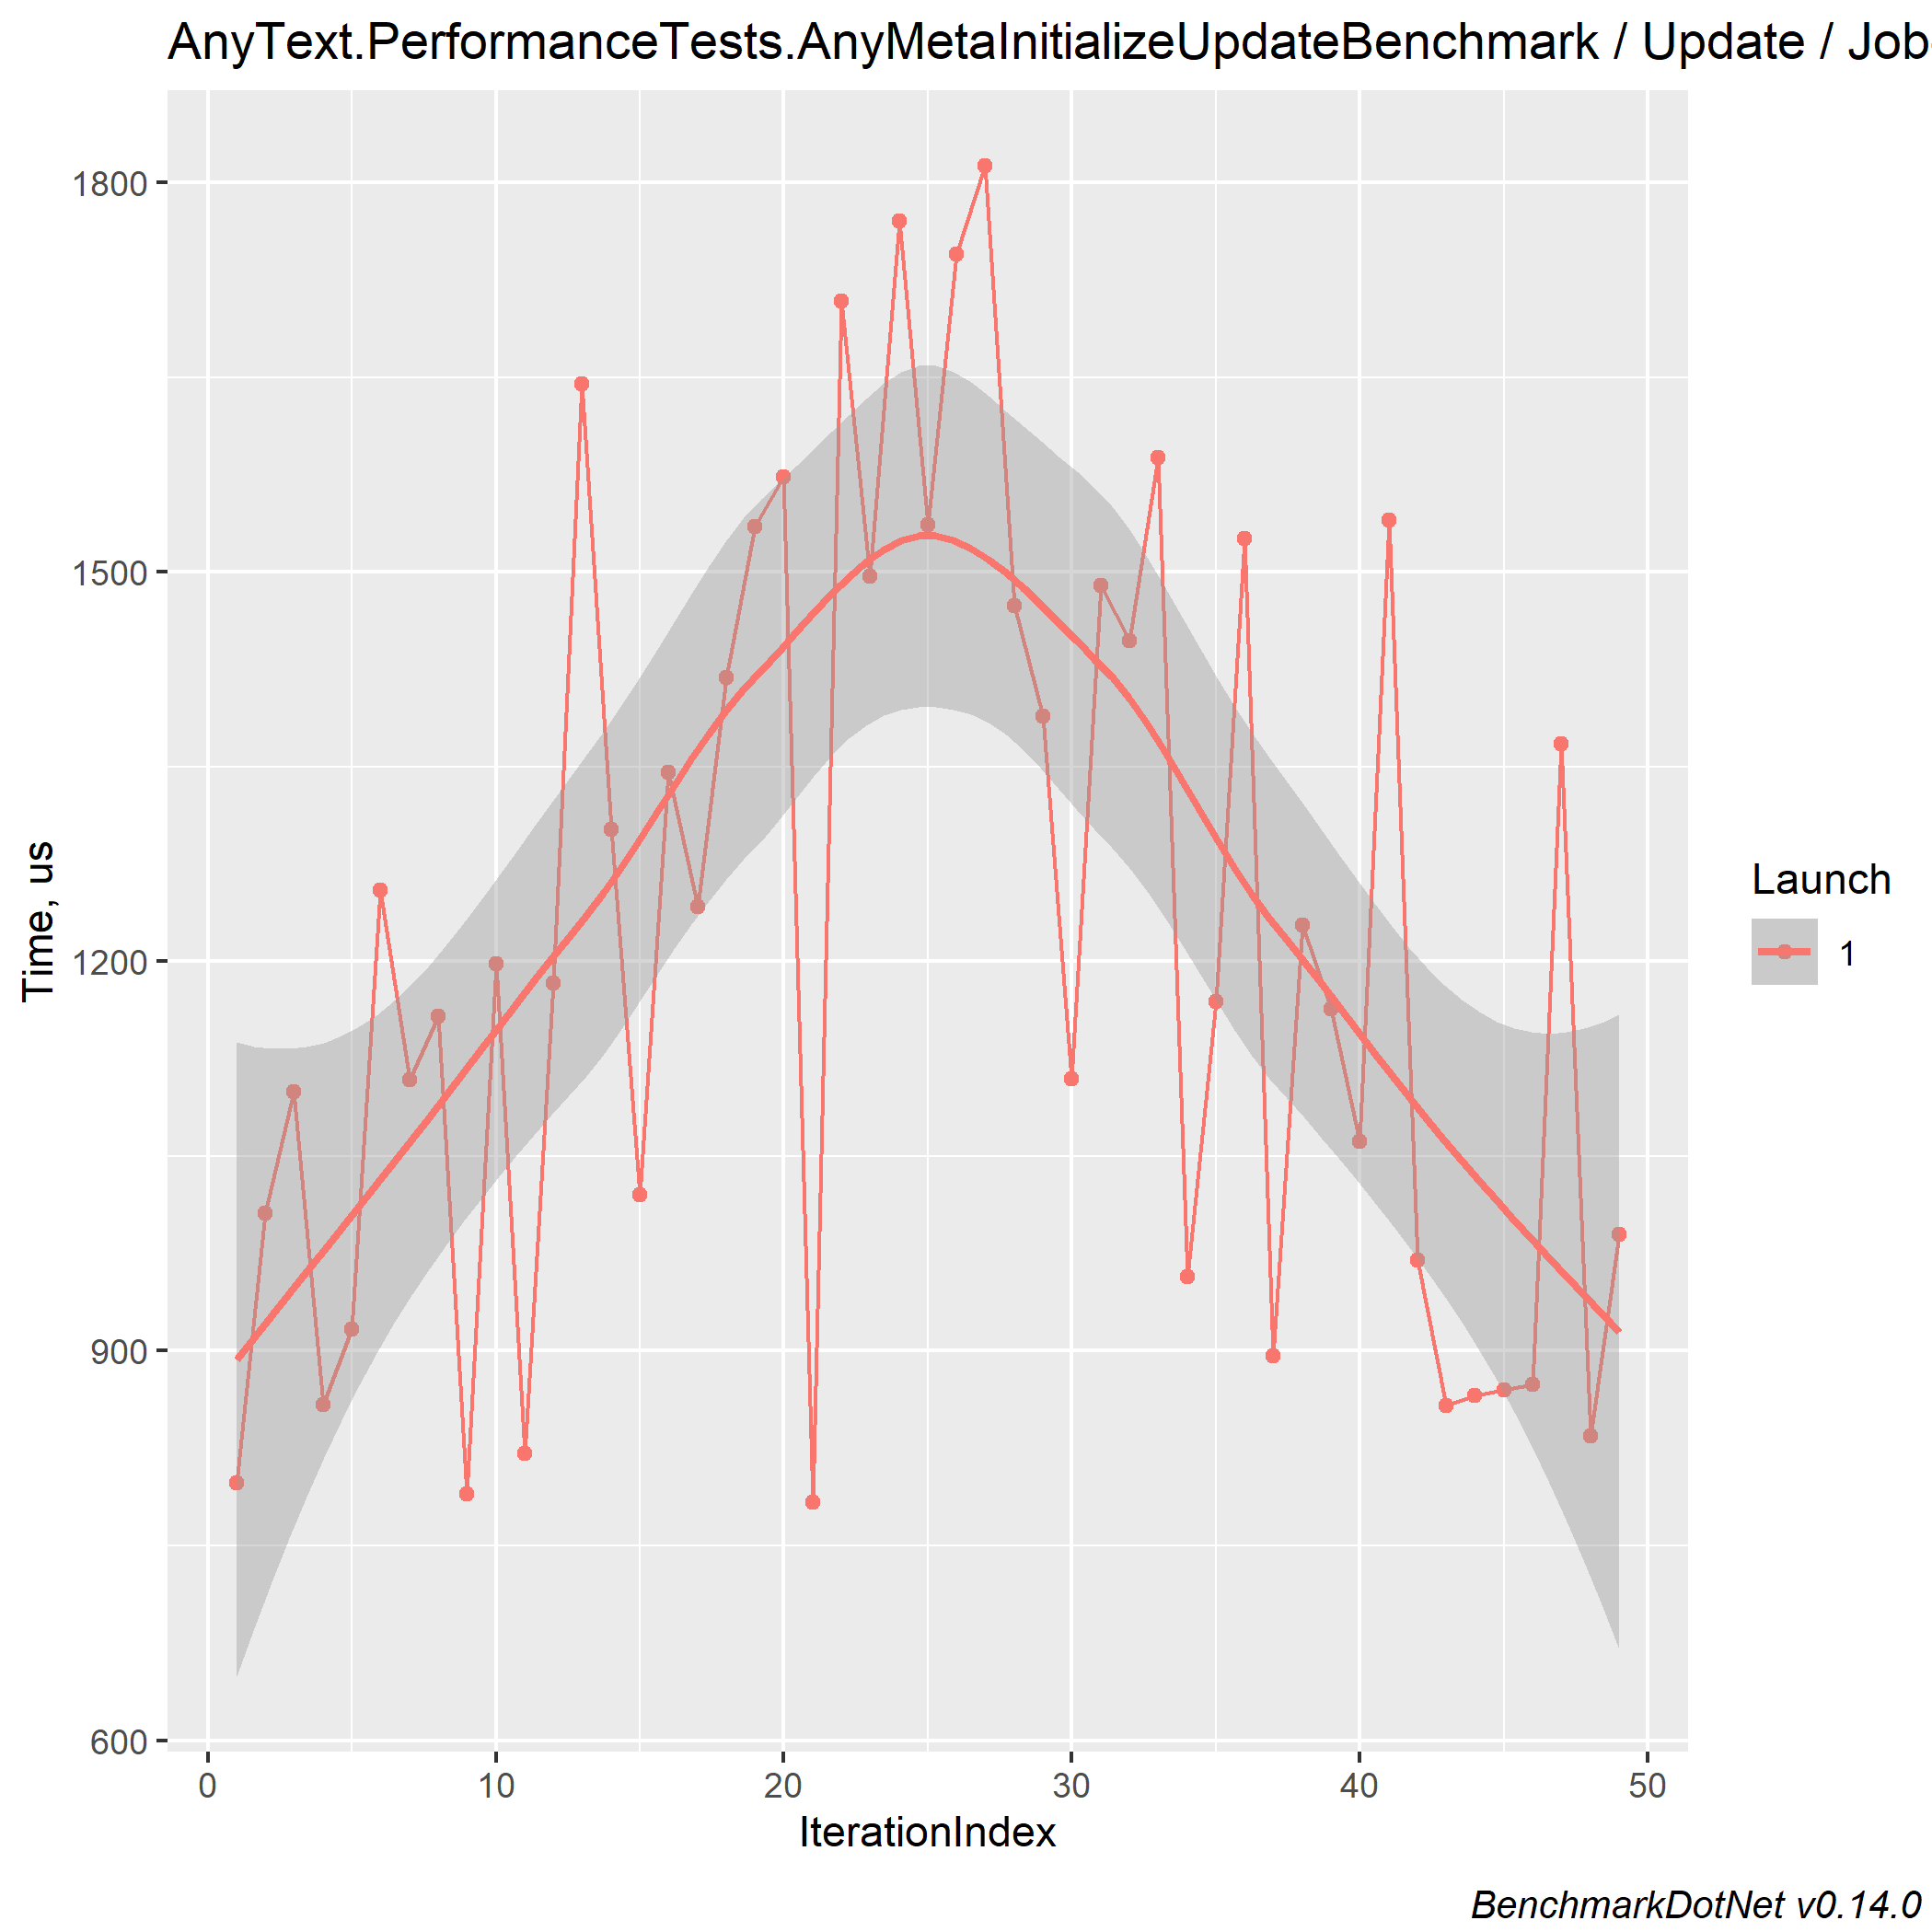 AnyText.PerformanceTests.AnyMetaInitializeUpdateBenchmark / Update / Job
1800
1500
1200
900
600
Time, us
0 10 20 30 40 50
IterationIndex
Launch
1
BenchmarkDotNet v0.14.0